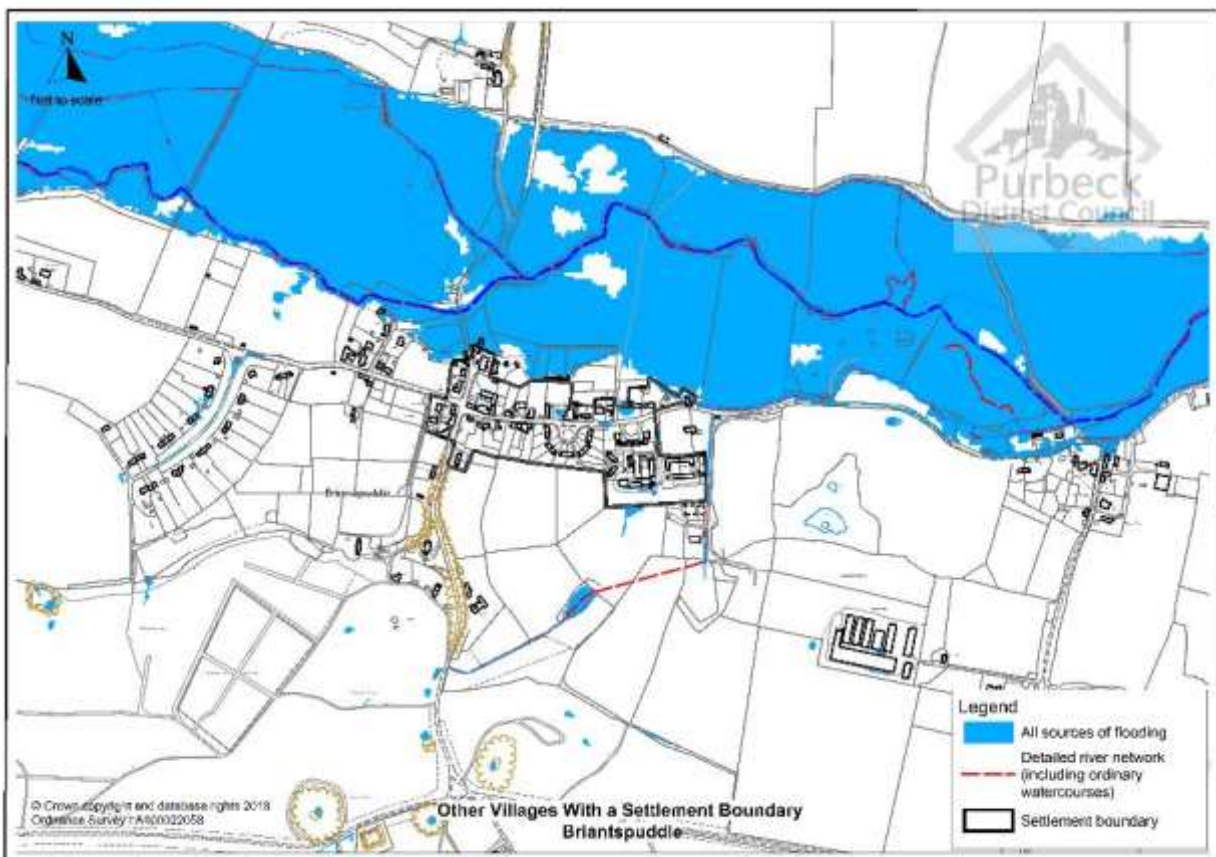 N
Not to scale
Purbeck
District Council
Briantspuddle
Legend
All sources of flooding
Detailed river network
(including ordinary
watercourses)
Settlement boundary
© Crown copyright and database rights 2018
Ordnance Survey
Other Villages With a Settlement Boundary
Briantspuddle